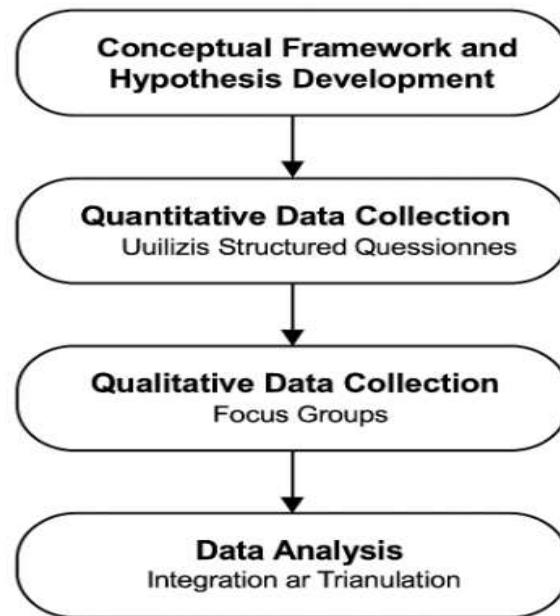 Conceptual Framework and
Hypothesis Development
Quantitative Data Collection
Uuilizis Structured Quessionnes
Qualitative Data Collection
Focus Groups
Data Analysis
Integration ar Trianulation